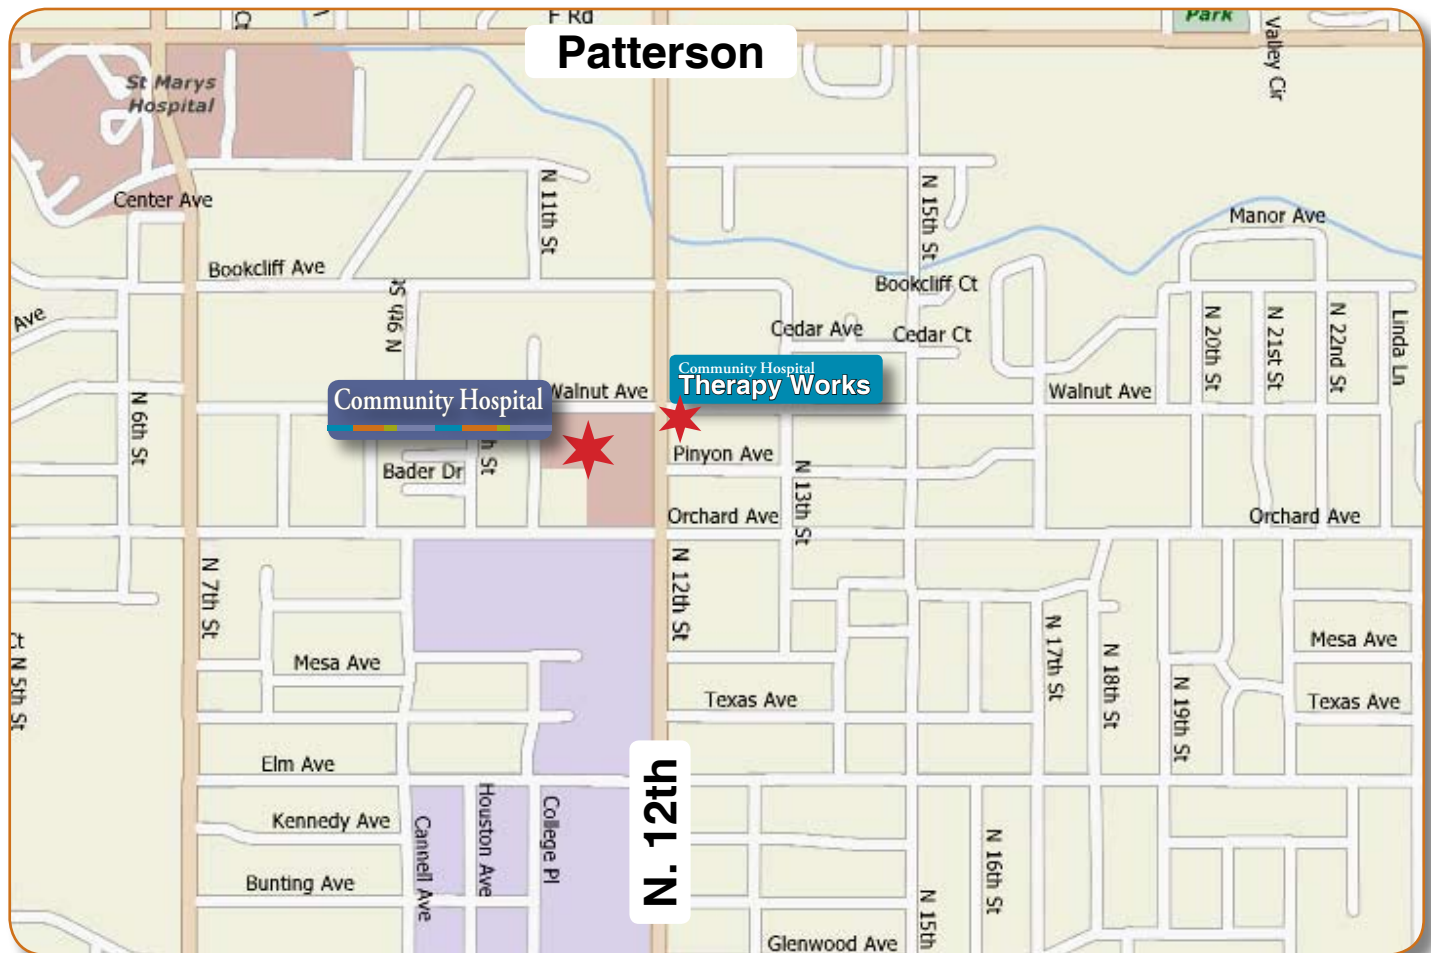 Ct
F Rd
Park
Patterson
Valley Cir
St Marys
Hospital
Center Ave
N 11th St
N 15th St
Manor Ave
Bookcliff Ave
Bookcliff Ct
N 9th St
Ave
Cedar Ave
Cedar Ct
N 20th St
N 21st St
N 22nd St
Linda Ln
Community Hospital
Therapy Works
Walnut Ave
Walnut Ave
Community Hospital
N 6th St
h St
Bader Dr
Pinyon Ave
N 13th St
Orchard Ave
Orchard Ave
N 7th St
N 12th St
Ct
N 5th St
Mesa Ave
N 17th St
N 18th St
Mesa Ave
Texas Ave
N 19th St
Texas Ave
Elm Ave
N. 12th
Kennedy Ave
Cannell Ave
Houston Ave
College Pl
N 16th St
Bunting Ave
N 15th
Glenwood Ave